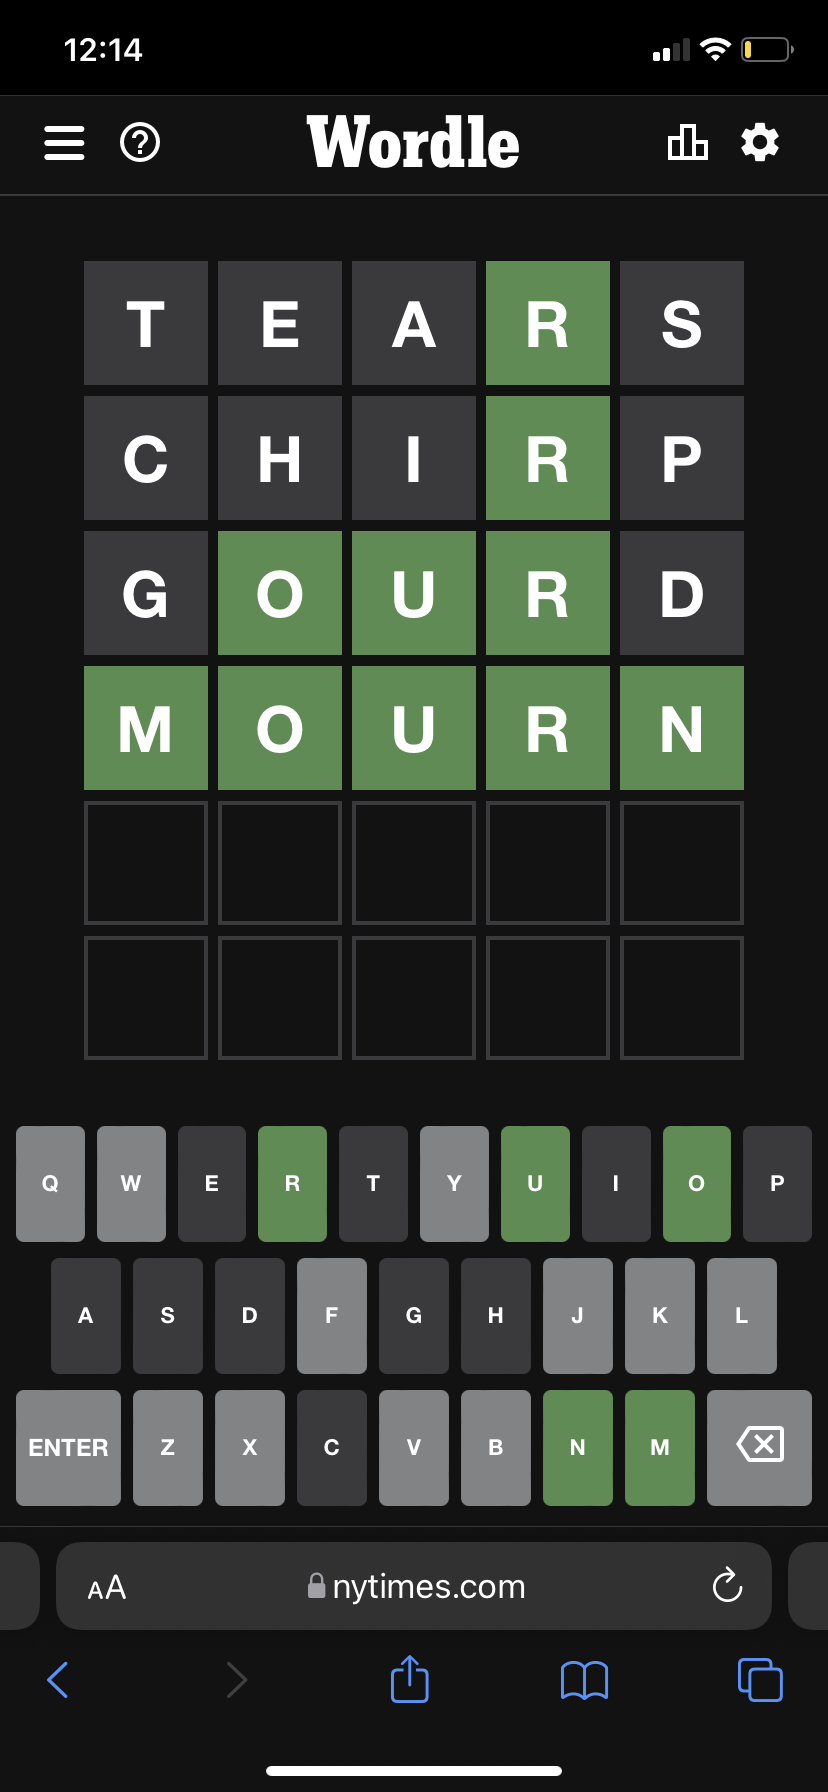 12:14
Wordle
T E A R S
C H I R P
G O U R D
M O U R N
Q W E R T Y U I O P
A S D F G H J K L
ENTER Z X C V B N M
AA nytimes.com